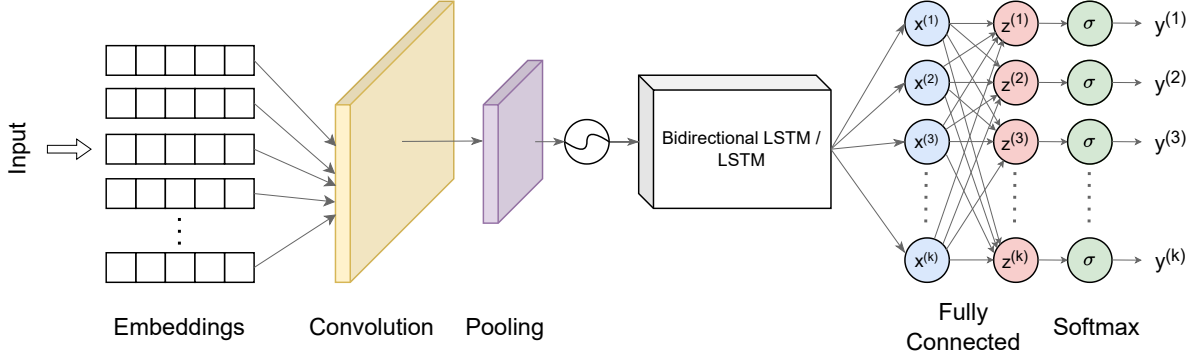 Input
Embeddings
Convolution
Pooling
Bidirectional LSTM /
LSTM
x(1) z(1) σ y(1)
x(2) z(2) σ y(2)
x(3) z(3) σ y(3)
x(k) z(k) σ y(k)
Fully
Connected
Softmax